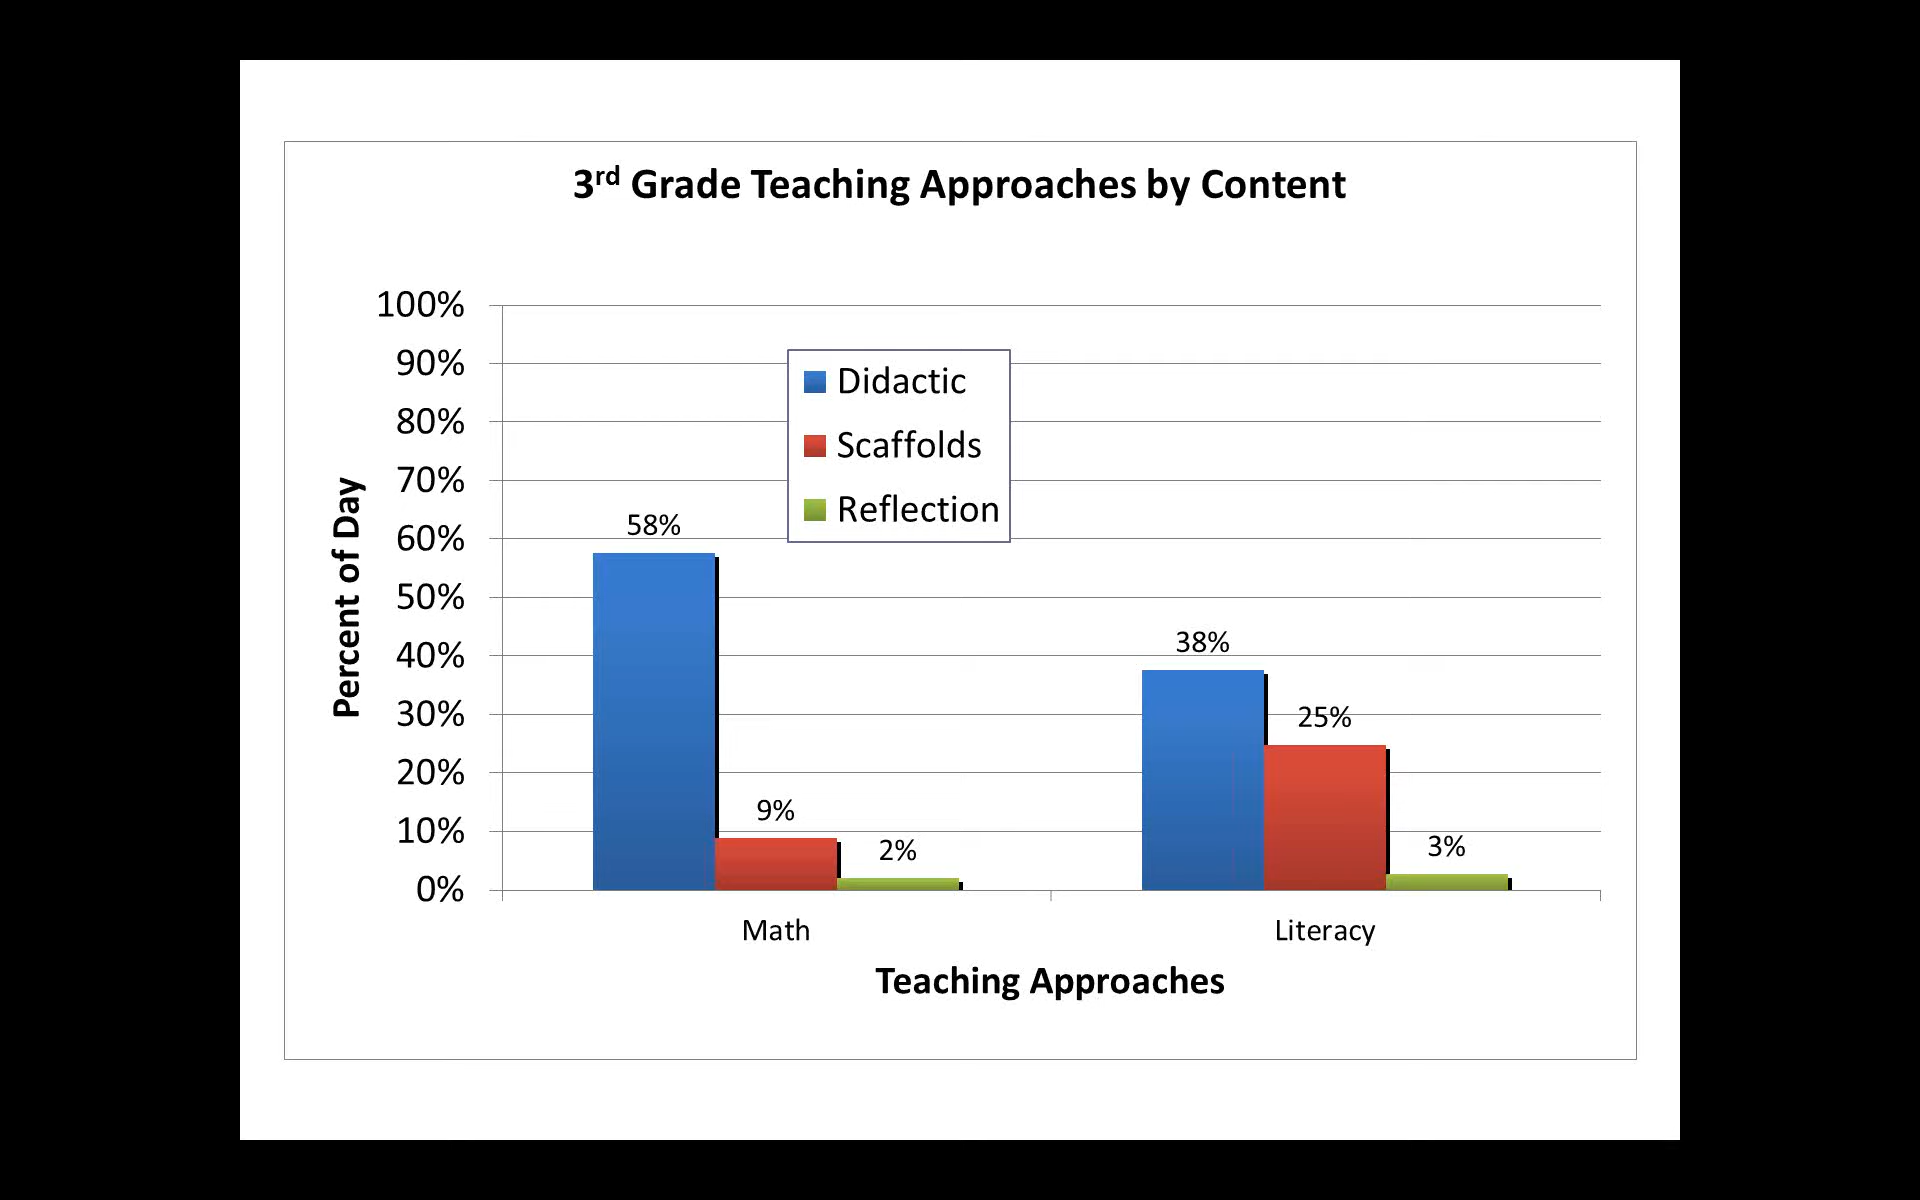 3rd Grade Teaching Approaches by Content
100%
90%
80%
70%
60%
50%
40%
30%
20%
10%
0%
Percent of Day
Didactic
Scaffolds
Reflection
58%
9%
2%
38%
25%
3%
Math
Literacy
Teaching Approaches